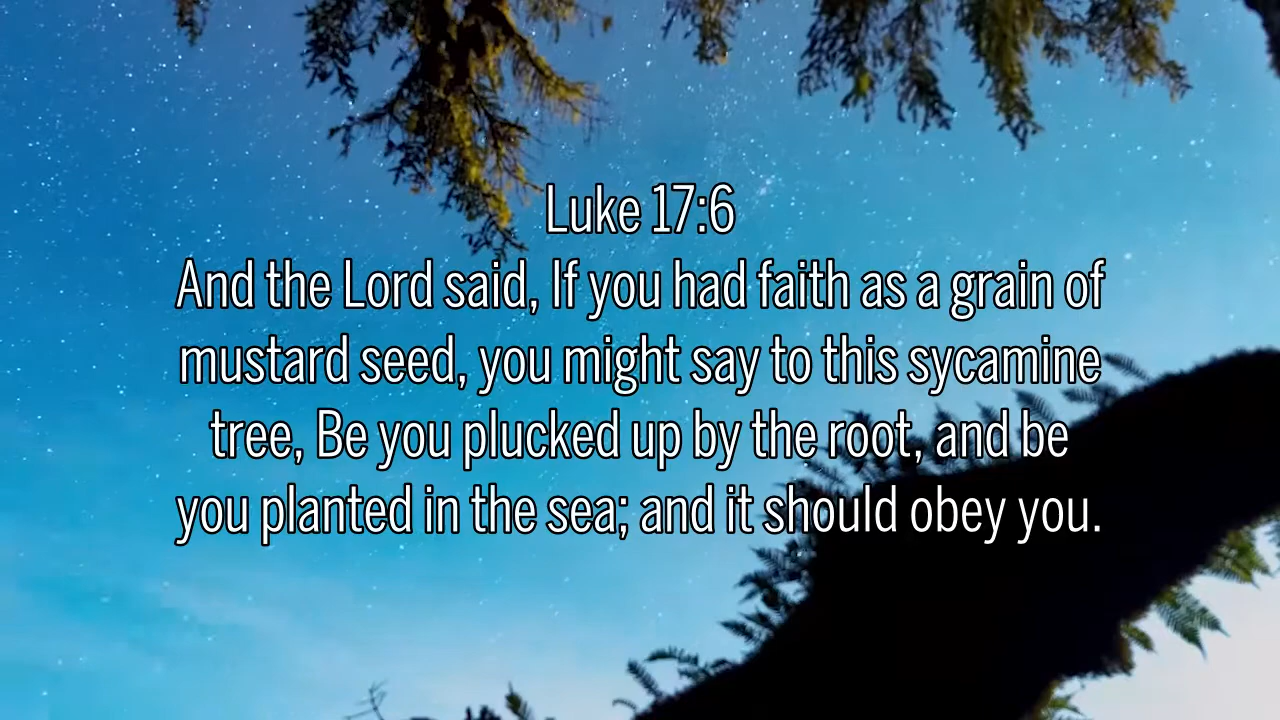 Luke 17:6
And the Lord said, If you had faith as a grain of
mustard seed, you might say to this sycamine
tree, Be you plucked up by the root, and be
you planted in the sea; and it should obey you.